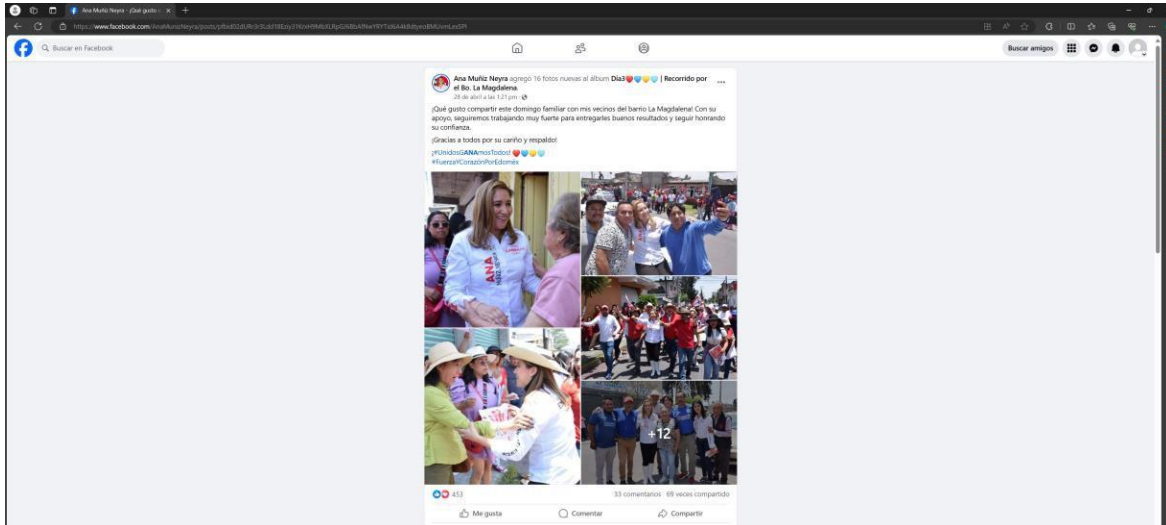 Ana Muñiz Neyra - ¡Qué gusto
Buscar en Facebook
Buscar amigos
Ana Muñiz Neyra agregó 16 fotos nuevas al álbum Día3❤️💙💛🩵 | Recorrido por
el Bo. La Magdalena.
28 de abril a las 1:21 pm
¡Qué gusto compartir este domingo familiar con mis vecinos del barrio La Magdalena! Con su
apoyo, seguiremos trabajando muy fuerte para entregarles buenos resultados y seguir honrando
su confianza.
¡Gracias a todos por su cariño y respaldo!
¡#UnidosGANAmosTodos! ❤️💙💛🩵
#FuerzaYCorazónPorEdoméx
ANA
MUÑIZ NEYRA
+12
453
33 comentarios 69 veces compartido
Me gusta
Comentar
Compartir